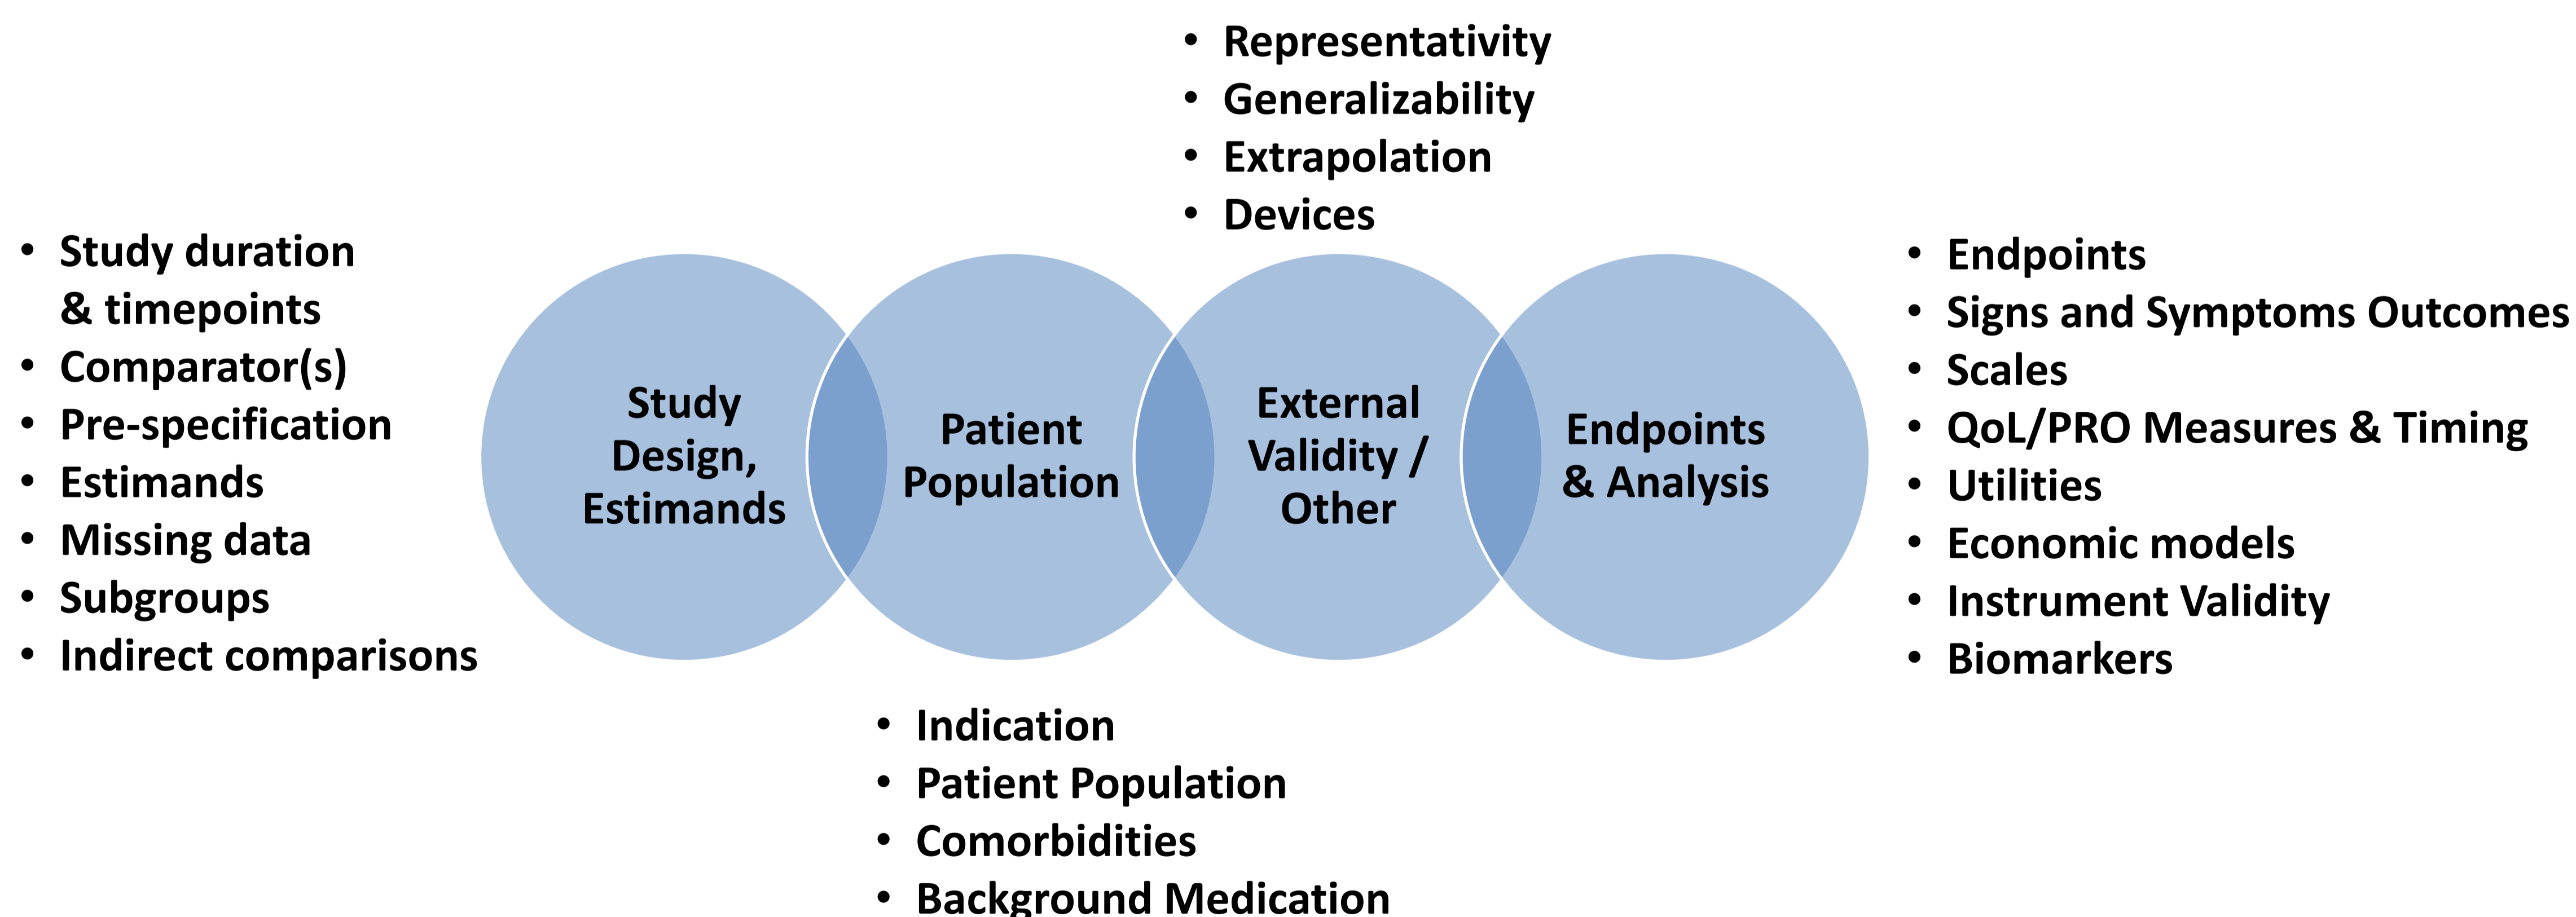 • Representativity
• Generalizability
• Extrapolation
• Devices
• Study duration
& timepoints
• Comparator(s)
• Pre-specification
• Estimands
• Missing data
• Subgroups
• Indirect comparisons
Study
Design,
Estimands
Patient
Population
External
Validity /
Other
Endpoints
& Analysis
• Endpoints
• Signs and Symptoms Outcomes
• Scales
• QoL/PRO Measures & Timing
• Utilities
• Economic models
• Instrument Validity
• Biomarkers
• Indication
• Patient Population
• Comorbidities
• Background Medication